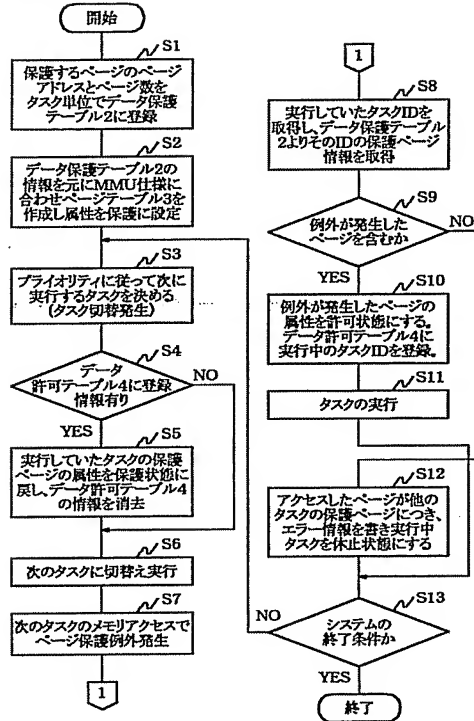 開始
S1
保護するページのページ
アドレスとページ数を
タスク単位でデータ保護
テーブル2に登録
S2
データ保護テーブル2の
情報を元にMMU仕様に
合わせページテーブル3を
作成し属性を保護に設定
S3
プライオリティに従って次に
実行するタスクを決める
(タスク切替発生)
S4
データ
許可テーブル4に登録
情報有り
NO
YES
S5
実行していたタスクの保護
ページの属性を保護状態に
戻し、データ許可テーブル4
の情報を消去
S6
次のタスクに切替え実行
S7
次のタスクのメモリアクセスで
ページ保護例外発生
1
1
S8
実行していたタスクIDを
取得し、データ保護テーブル
2よりそのIDの保護ページ
情報を取得
S9
例外が発生した
ページを含むか
NO
YES
S10
例外が発生したページの
属性を許可状態にする。
データ許可テーブル4に
実行中のタスクIDを登録。
S11
タスクの実行
S12
アクセスしたページが他の
タスクの保護ページにつき、
エラー情報を書き実行中
タスクを休止状態にする
S13
システムの
終了条件か
NO
YES
終了